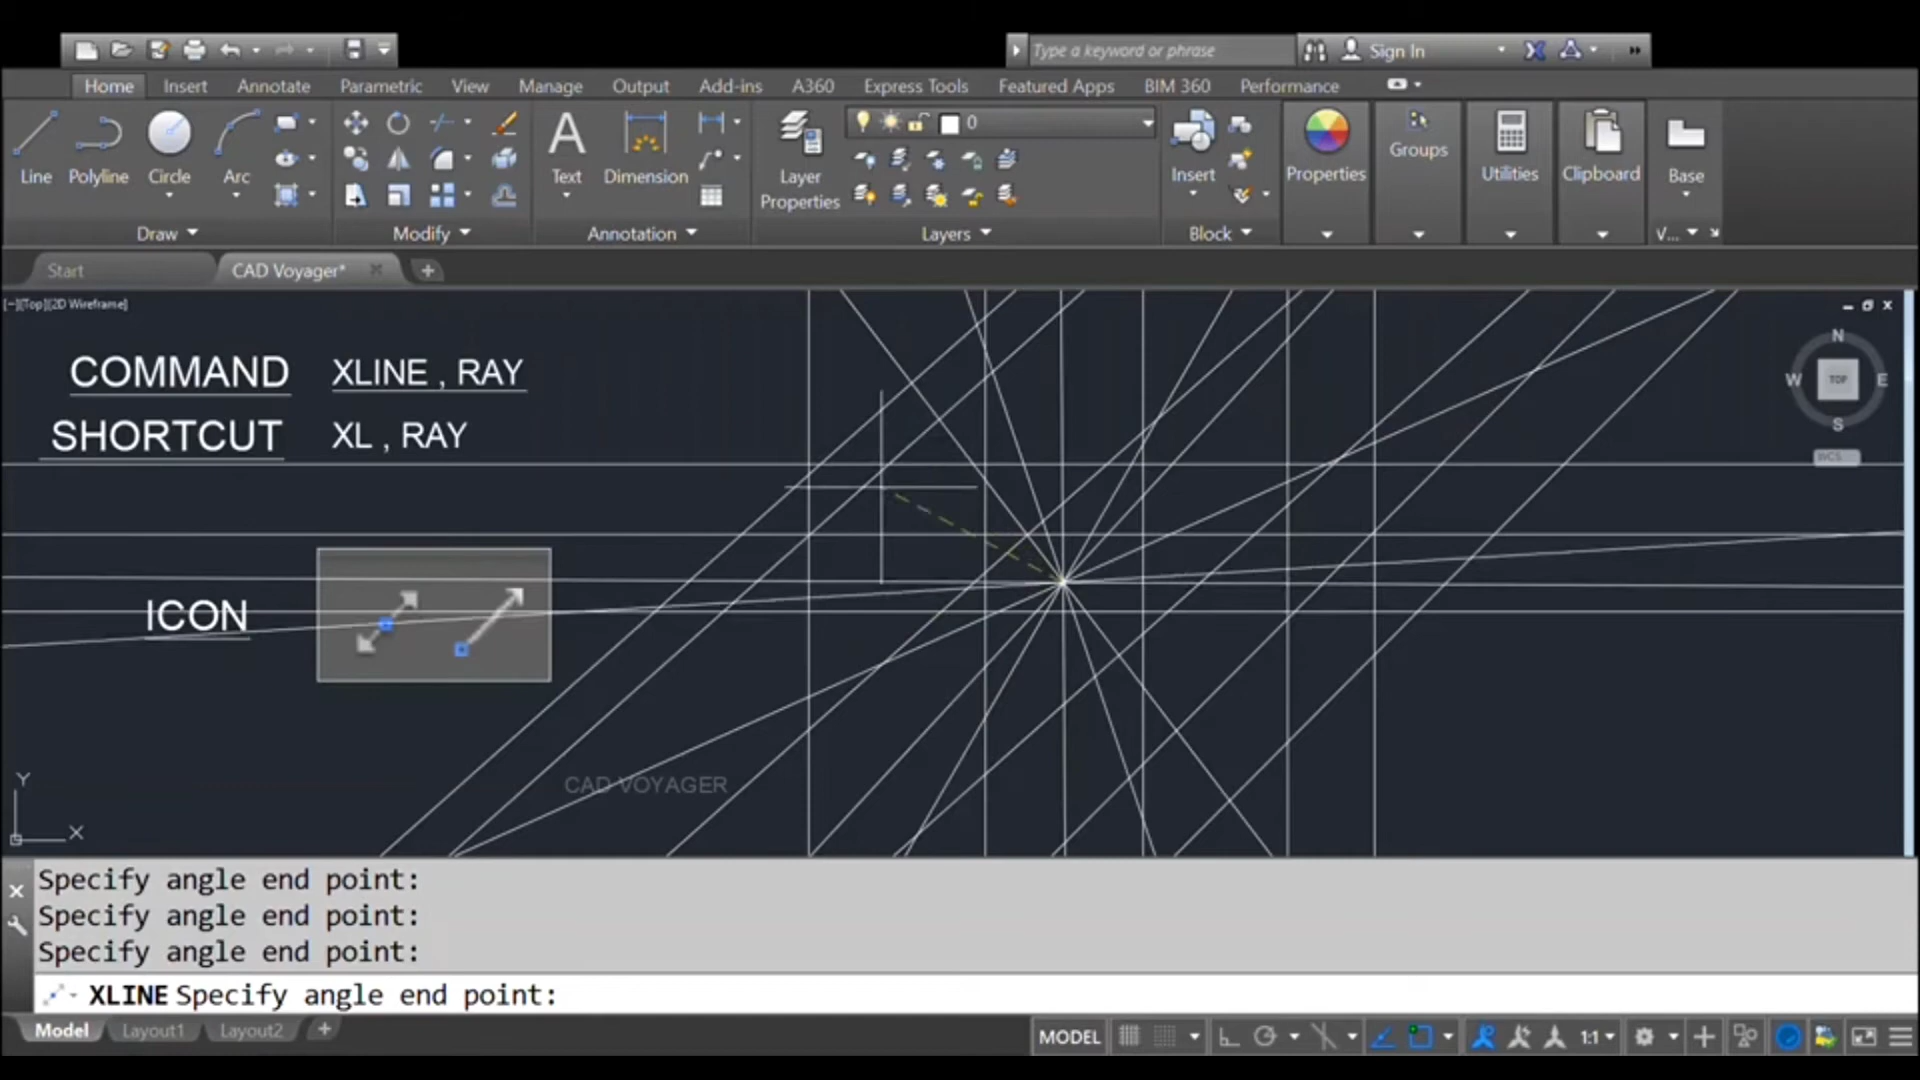 Type a keyword or phrase
Sign In
Home Insert Annotate Parametric View Manage Output Add-ins A360 Express Tools Featured Apps BIM 360 Performance
0
Line Polyline Circle Arc
Text Dimension
Layer Properties
Insert
Properties
Groups
Utilities
Clipboard
Base
Draw Modify Annotation Layers Block V...
Start CAD Voyager*
[−][Top][2D Wireframe]
COMMAND XLINE , RAY
SHORTCUT XL , RAY
ICON
N
W TOP E
S
WCS
CAD VOYAGER
Y
X
Specify angle end point:
Specify angle end point:
Specify angle end point:
XLINE Specify angle end point:
Model Layout1 Layout2
MODEL 1:1